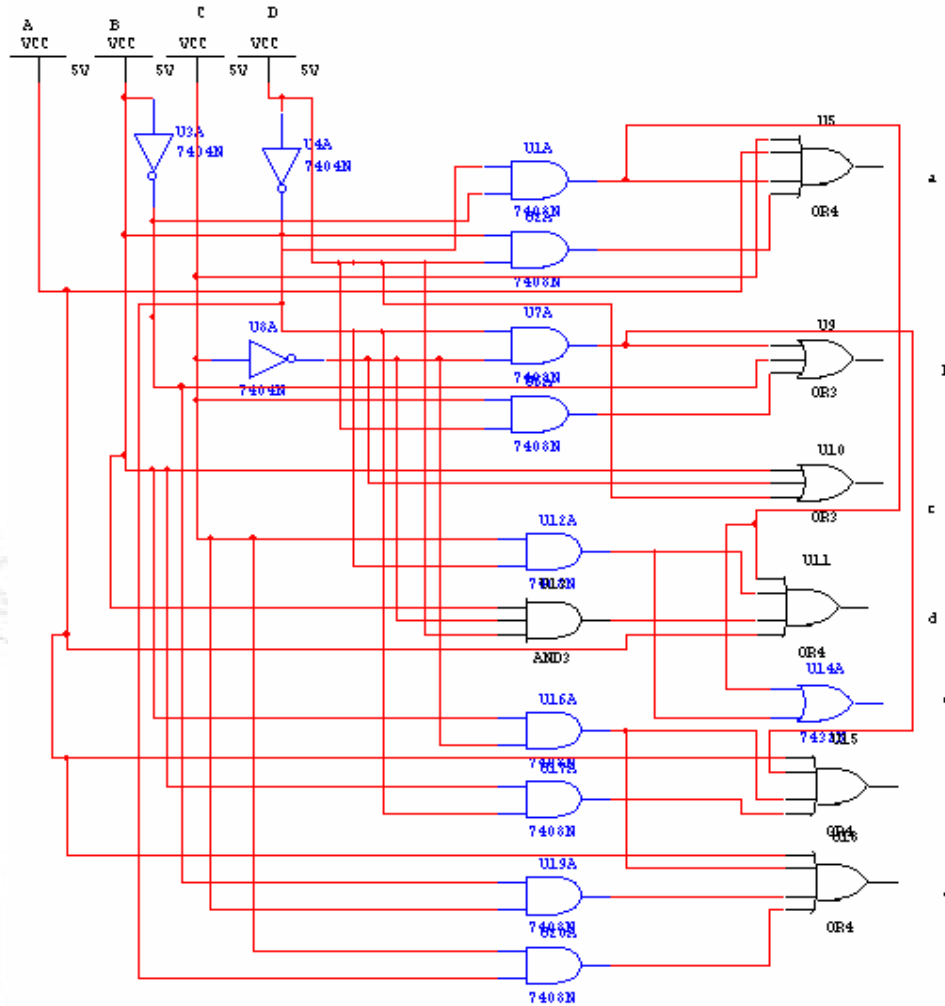 A B C D
VCC VCC VCC VCC
5V 5V 5V 5V
U3A
7404N
U4A
7404N
U1A
7408N
U5
OR4
a
7408N
U7A
U8A
7404N
7408N
U9
OR3
7408N
U10
OR3
c
U12A
U11
AND3
OR4
d
U14A
U16A
U17A
7408N
OR4
U19A
7408N
OR4
U20A
7408N